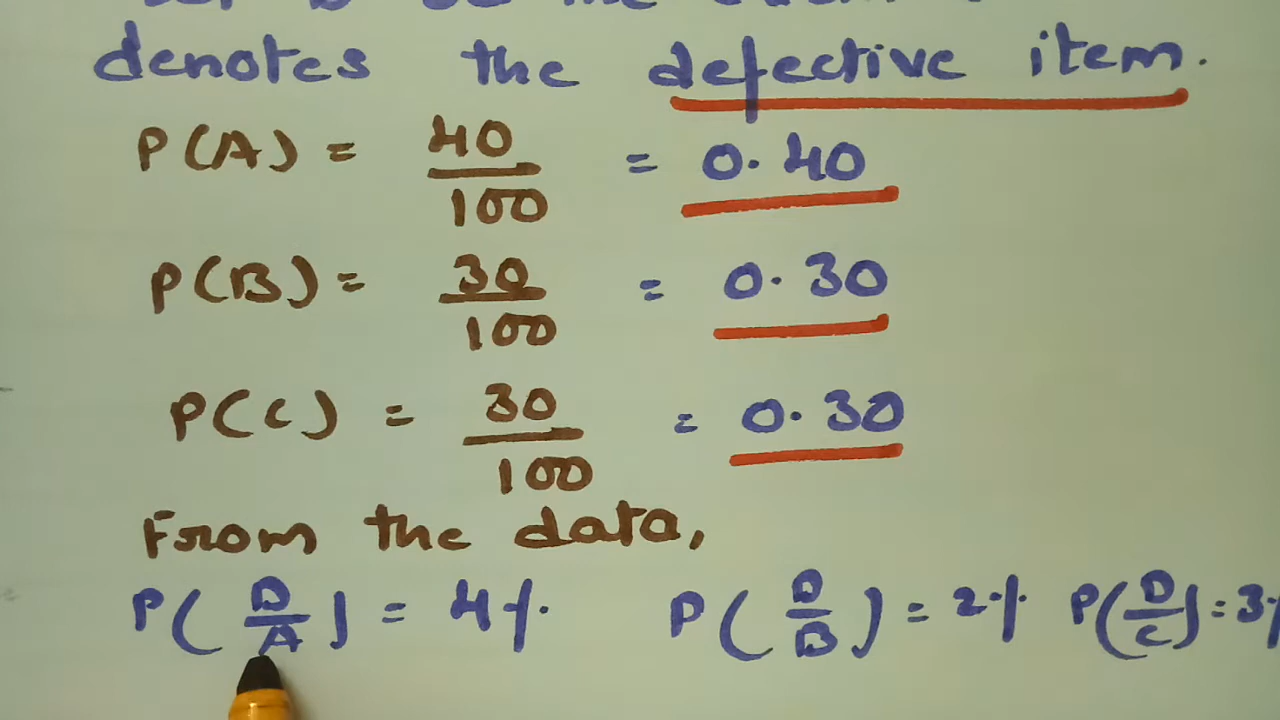 denotes the defective item.
P(A) = 40/100 = 0.40
P(B) = 30/100 = 0.30
P(C) = 30/100 = 0.30
From the data,
P(D/A) = 4% P(D/B) = 2% P(D/C) = 3%